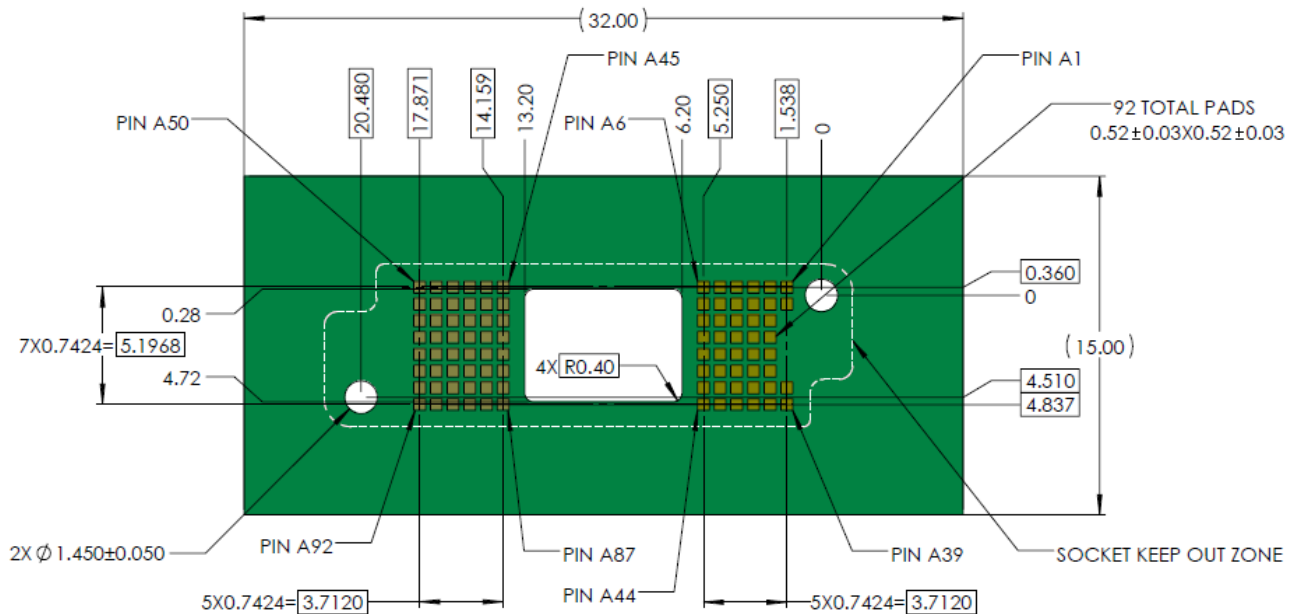 (32.00)
PIN A45
PIN A1
20.480
17.871
14.159
13.20
6.20
5.250
1.538
0
PIN A50
PIN A6
92 TOTAL PADS
0.52±0.03X0.52±0.03
0.360
0
0.28
7X0.7424= 5.1968
4X R0.40
(15.00)
4.72
4.510
4.837
2X Ø 1.450±0.050
PIN A92
PIN A87
PIN A39
SOCKET KEEP OUT ZONE
PIN A44
5X0.7424= 3.7120
5X0.7424= 3.7120